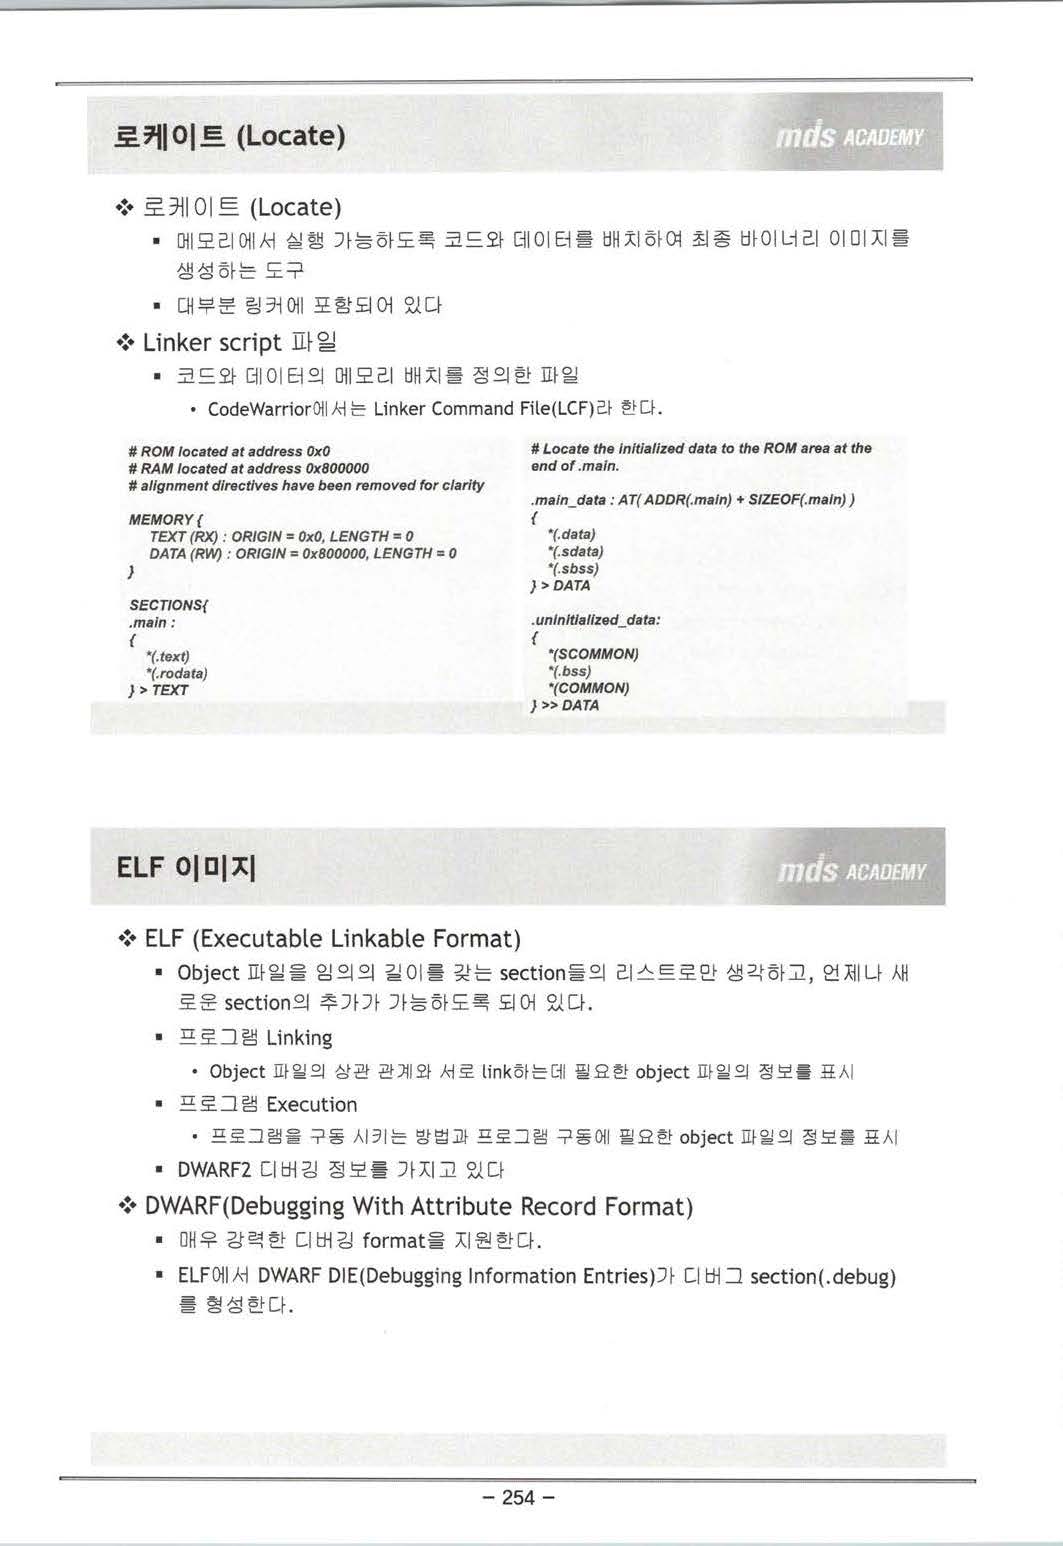 로케이트 (Locate)
mds ACADEMY
❖ 로케이트 (Locate)
▪ 메모리에서 실행 가능하도록 코드와 데이터를 배치하여 최종 바이너리 이미지를
생성하는 도구
▪ 대부분 링커에 포함되어 있다
❖ Linker script 파일
▪ 코드와 데이터의 메모리 배치를 정의한 파일
• CodeWarrior에서는 Linker Command File(LCF)라 한다.
# ROM located at address 0x0
# RAM located at address 0x800000
# alignment directives have been removed for clarity
MEMORY {
TEXT (RX) : ORIGIN = 0x0, LENGTH = 0
DATA (RW) : ORIGIN = 0x800000, LENGTH = 0
}
SECTIONS{
.main :
{
*(.text)
*(.rodata)
} > TEXT
# Locate the initialized data to the ROM area at the
end of .main.
.main_data : AT( ADDR(.main) + SIZEOF(.main) )
{
*(.data)
*(.sdata)
*(.sbss)
} > DATA
.uninitialized_data:
{
*(SCOMMON)
*(.bss)
*(COMMON)
} >> DATA
ELF 이미지
mds ACADEMY
❖ ELF (Executable Linkable Format)
▪ Object 파일을 임의의 길이를 갖는 section들의 리스트로만 생각하고, 언제나 새
로운 section의 추가가 가능하도록 되어 있다.
▪ 프로그램 Linking
• Object 파일의 상관 관계와 서로 link하는데 필요한 object 파일의 정보를 표시
▪ 프로그램 Execution
• 프로그램을 구동 시키는 방법과 프로그램 구동에 필요한 object 파일의 정보를 표시
▪ DWARF2 디버깅 정보를 가지고 있다
❖ DWARF(Debugging With Attribute Record Format)
▪ 매우 강력한 디버깅 format을 지원한다.
▪ ELF에서 DWARF DIE(Debugging Information Entries)가 디버그 section(.debug)
를 형성한다.
- 254 -